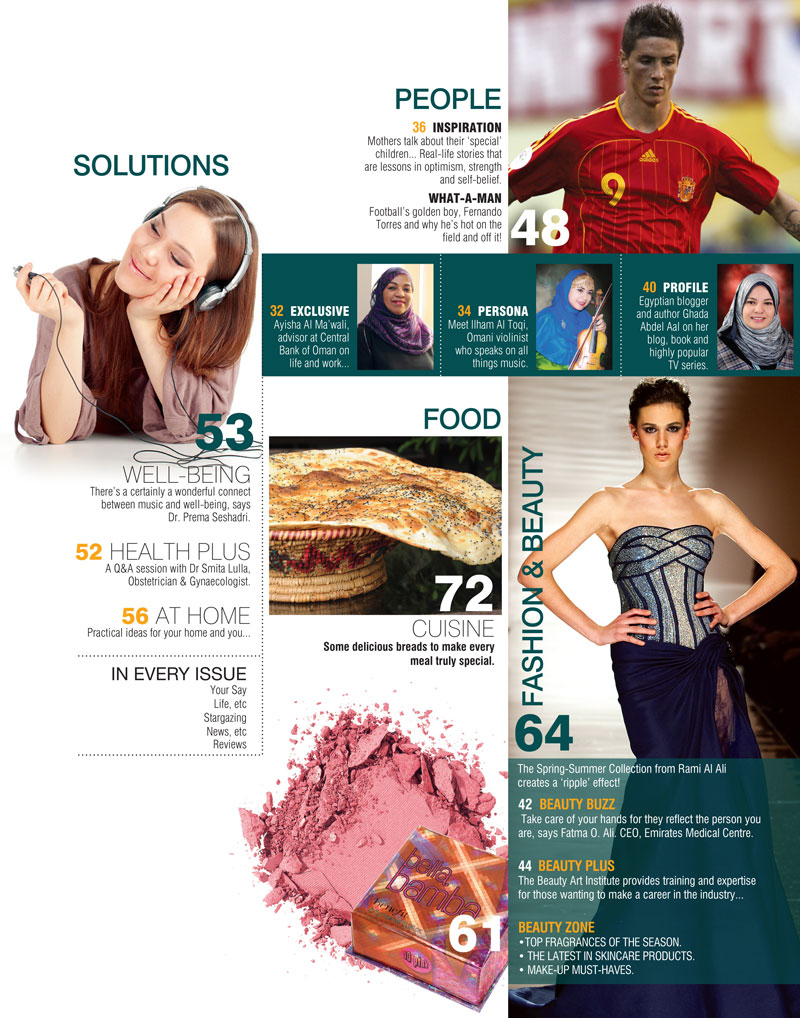 PEOPLE
36 INSPIRATION
Mothers talk about their ‘special’
children... Real-life stories that
are lessons in optimism, strength
and self-belief.
WHAT-A-MAN
Football’s golden boy, Fernando
Torres and why he’s hot on the
field and off it!
adidas
9
48
SOLUTIONS
32 EXCLUSIVE
Ayisha Al Ma’wali,
advisor at Central
Bank of Oman on
life and work...
34 PERSONA
Meet Ilham Al Toqi,
Omani violinist
who speaks on all
things music.
40 PROFILE
Egyptian blogger
and author Ghada
Abdel Aal on her
blog, book and
highly popular
TV series.
53
WELL-BEING
There’s a certainly a wonderful connect
between music and well-being, says
Dr. Prema Seshadri.
52 HEALTH PLUS
A Q&A session with Dr Smita Lulla,
Obstetrician & Gynaecologist.
56 AT HOME
Practical ideas for your home and you...
IN EVERY ISSUE
Your Say
Life, etc
Stargazing
News, etc
Reviews
FOOD
72
CUISINE
Some delicious breads to make every
meal truly special.
bella
bamba
benefit
61
FASHION & BEAUTY
64
The Spring-Summer Collection from Rami Al Ali
creates a ‘ripple’ effect!
42 BEAUTY BUZZ
Take care of your hands for they reflect the person you
are, says Fatma O. Ali. CEO, Emirates Medical Centre.
44 BEAUTY PLUS
The Beauty Art Institute provides training and expertise
for those wanting to make a career in the industry...
BEAUTY ZONE
•TOP FRAGRANCES OF THE SEASON.
• THE LATEST IN SKINCARE PRODUCTS.
• MAKE-UP MUST-HAVES.